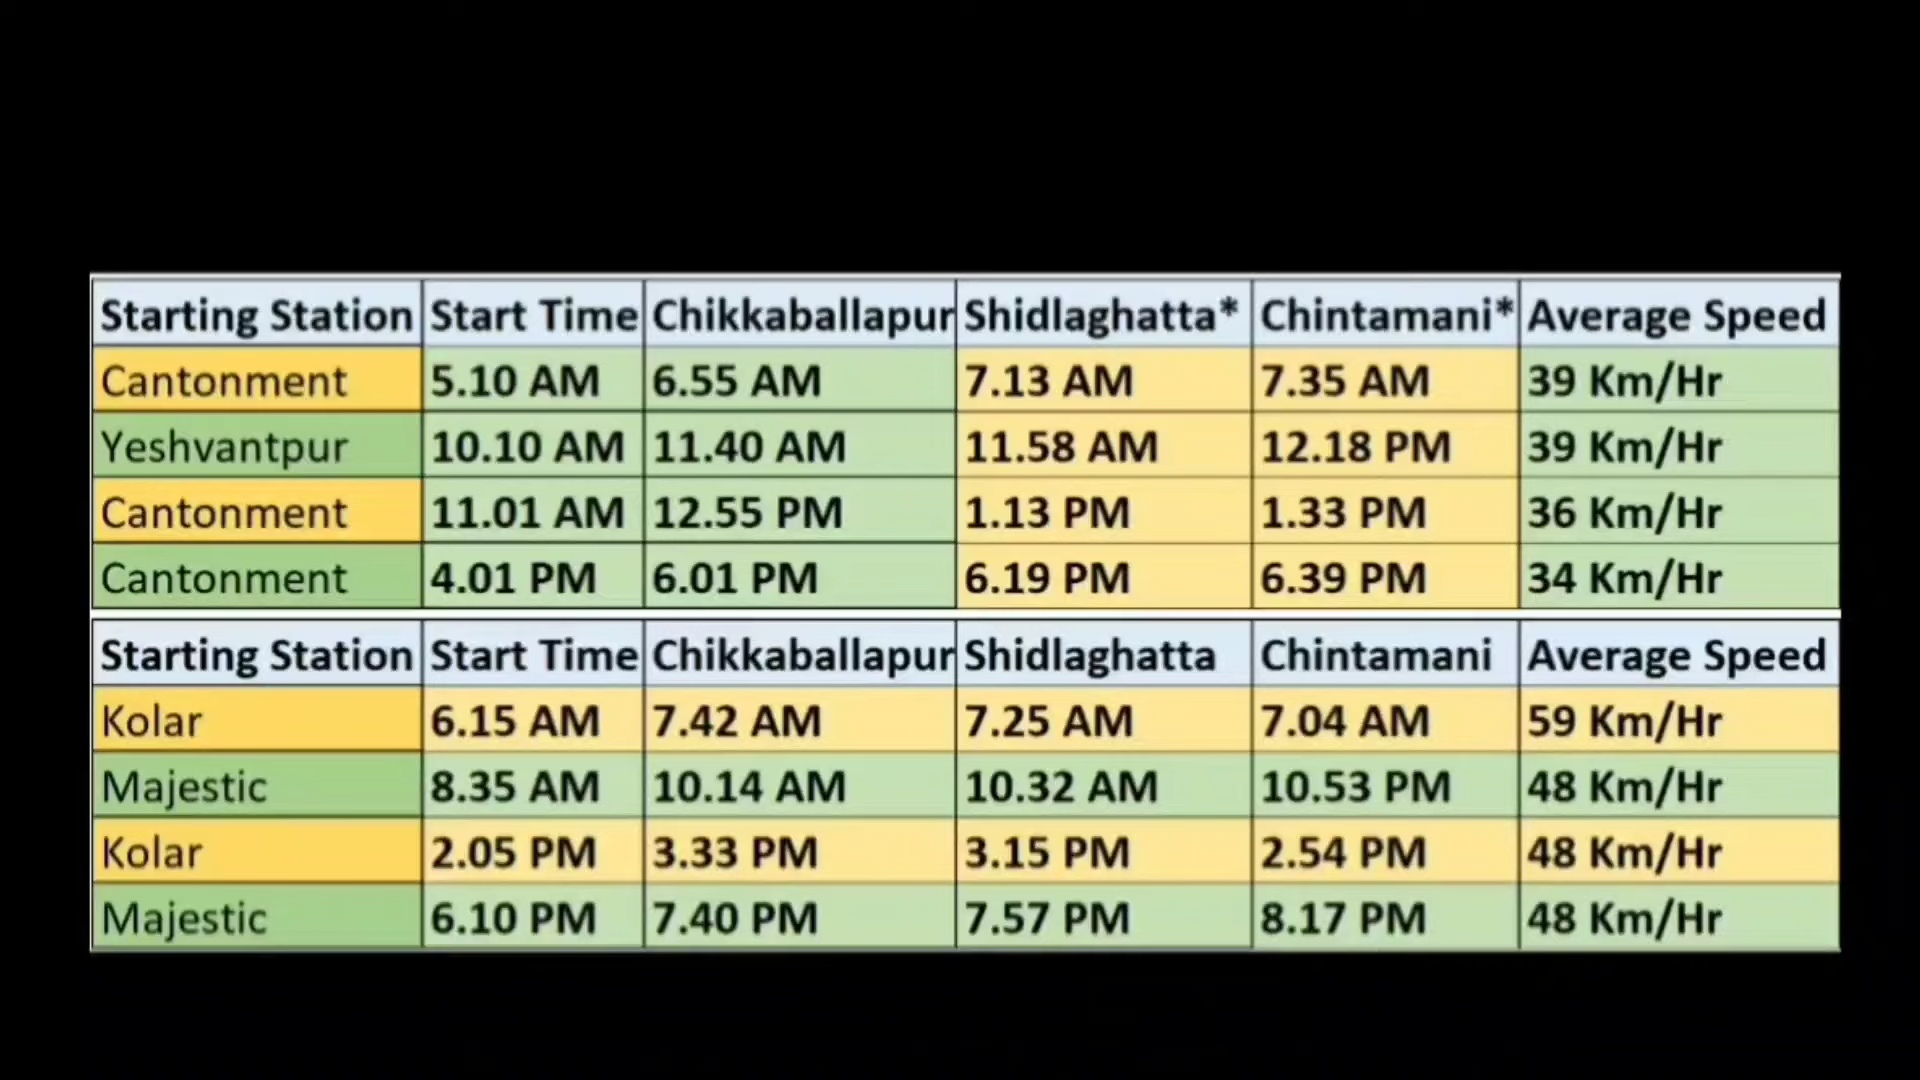 Starting Station Start Time Chikkaballapur Shidlaghatta* Chintamani* Average Speed
Cantonment 5.10 AM 6.55 AM 7.13 AM 7.35 AM 39 Km/Hr
Yeshvantpur 10.10 AM 11.40 AM 11.58 AM 12.18 PM 39 Km/Hr
Cantonment 11.01 AM 12.55 PM 1.13 PM 1.33 PM 36 Km/Hr
Cantonment 4.01 PM 6.01 PM 6.19 PM 6.39 PM 34 Km/Hr
Starting Station Start Time Chikkaballapur Shidlaghatta Chintamani Average Speed
Kolar 6.15 AM 7.42 AM 7.25 AM 7.04 AM 59 Km/Hr
Majestic 8.35 AM 10.14 AM 10.32 AM 10.53 PM 48 Km/Hr
Kolar 2.05 PM 3.33 PM 3.15 PM 2.54 PM 48 Km/Hr
Majestic 6.10 PM 7.40 PM 7.57 PM 8.17 PM 48 Km/Hr